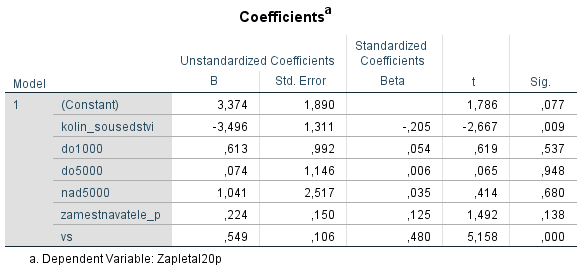 Coefficientsa
Unstandardized Coefficients Standardized Coefficients
Model B Std. Error Beta t Sig.
1 (Constant) 3,374 1,890 1,786 ,077
kolin_sousedstvi -3,496 1,311 -,205 -2,667 ,009
do1000 ,613 ,992 ,054 ,619 ,537
do5000 ,074 1,146 ,006 ,065 ,948
nad5000 1,041 2,517 ,035 ,414 ,680
zamestnavatele_p ,224 ,150 ,125 1,492 ,138
vs ,549 ,106 ,480 5,158 ,000
a. Dependent Variable: Zapletal20p